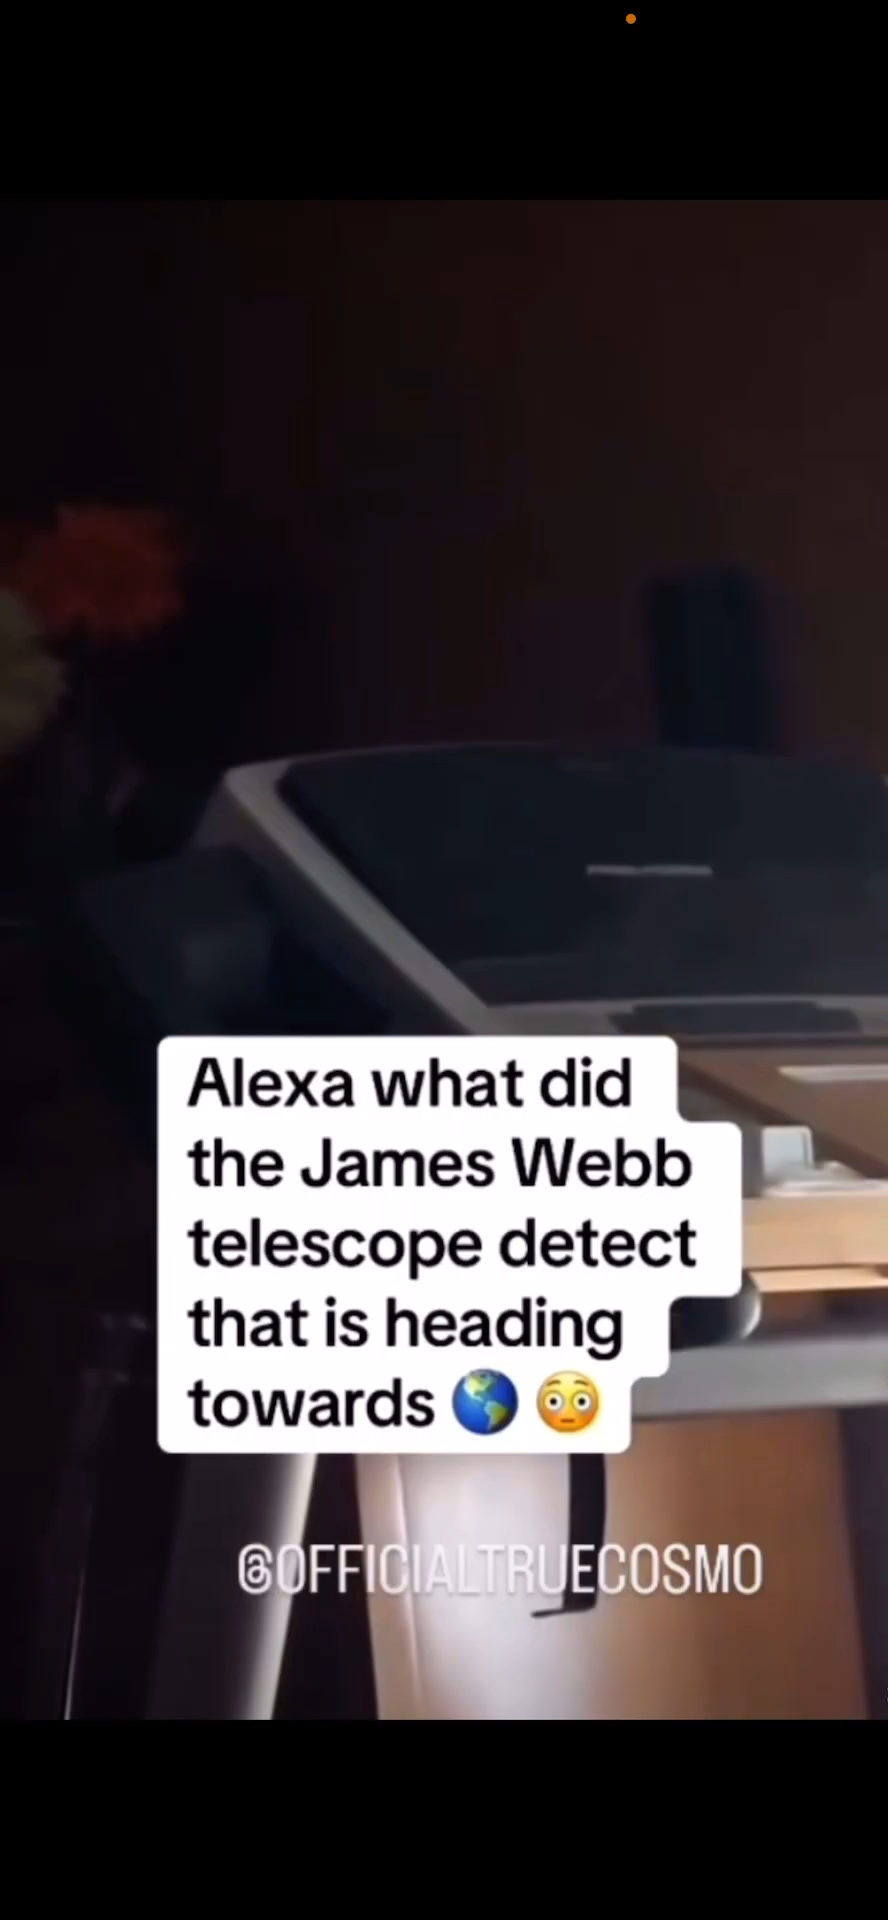 Alexa what did
the James Webb
telescope detect
that is heading
towards 🌎 😳
@OFFICIALTRUECOSMO